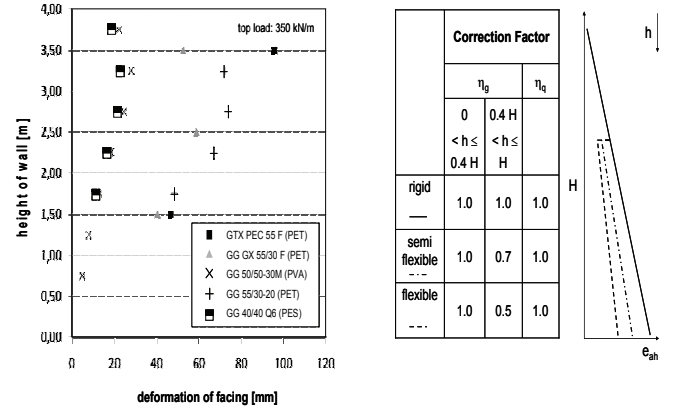 4,00
3,50
3,00
2,50
2,00
1,50
1,00
0,50
0,00
height of wall [m]
top load: 350 kN/m
GTX PEC 55 F (PET)
GG GX 55/30 F (PET)
GG 50/50-30M (PVA)
GG 55/30-20 (PET)
GG 40/40 Q6 (PES)
0 20 40 60 80 100 120
deformation of facing [mm]
Correction Factor
ηg ηq
0 < h ≤ 0.4 H
0.4 H < h ≤ H
rigid 1.0 1.0 1.0
semi flexible 1.0 0.7 1.0
flexible 1.0 0.5 1.0
h
H
eah